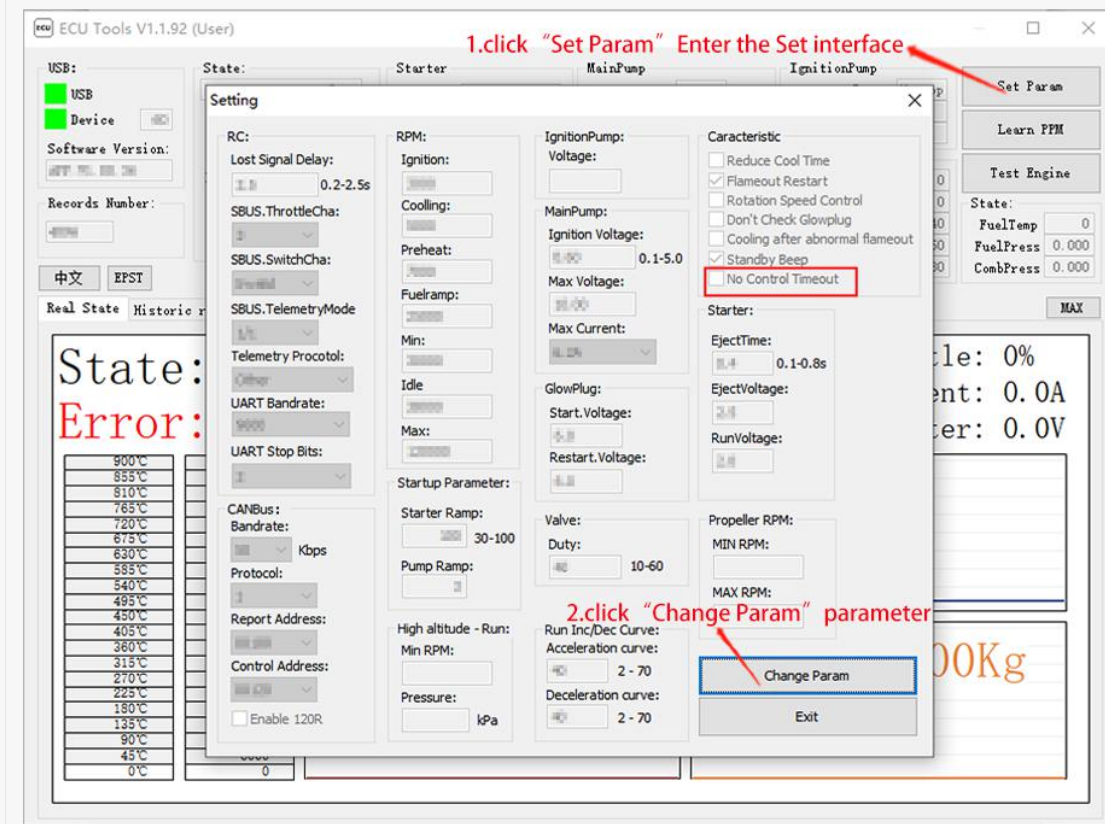 ECU Tools V1.1.92 (User)
1.click “Set Param” Enter the Set interface
USB:
USB
Device
Software Version:
Records Number:
中文
EPST
State:
Starter
MainPump
IgnitionPump
Set Param
Learn PPM
Test Engine
State:
FuelTemp 0
FuelPress 0.000
CombPress 0.000
MAX
Real State
Historic r
State:
Error:
tle: 0%
ent: 0.0A
ter: 0.0V
00Kg
900℃
855℃
810℃
765℃
720℃
675℃
630℃
585℃
540℃
495℃
450℃
405℃
360℃
315℃
270℃
225℃
180℃
135℃
90℃
45℃
0℃
0
Setting
RC:
Lost Signal Delay:
0.2-2.5s
SBUS.ThrottleCha:
SBUS.SwitchCha:
SBUS.TelemetryMode
Telemetry Procotol:
UART Bandrate:
UART Stop Bits:
CANBus:
Bandrate:
Kbps
Protocol:
Report Address:
Control Address:
Enable 120R
RPM:
Ignition:
Coolling:
Preheat:
Fuelramp:
Min:
Idle
Max:
Startup Parameter:
Starter Ramp:
30-100
Pump Ramp:
High altitude - Run:
Min RPM:
Pressure:
kPa
IgnitionPump:
Voltage:
MainPump:
Ignition Voltage:
0.1-5.0
Max Voltage:
Max Current:
GlowPlug:
Start.Voltage:
Restart.Voltage:
Valve:
Duty:
10-60
Run Inc/Dec Curve:
Acceleration curve:
2 - 70
Deceleration curve:
2 - 70
Caracteristic
Reduce Cool Time
Flameout Restart
Rotation Speed Control
Don't Check Glowplug
Cooling after abnormal flameout
Standby Beep
No Control Timeout
Starter:
EjectTime:
0.1-0.8s
EjectVoltage:
RunVoltage:
Propeller RPM:
MIN RPM:
MAX RPM:
2.click “Change Param” parameter
Change Param
Exit